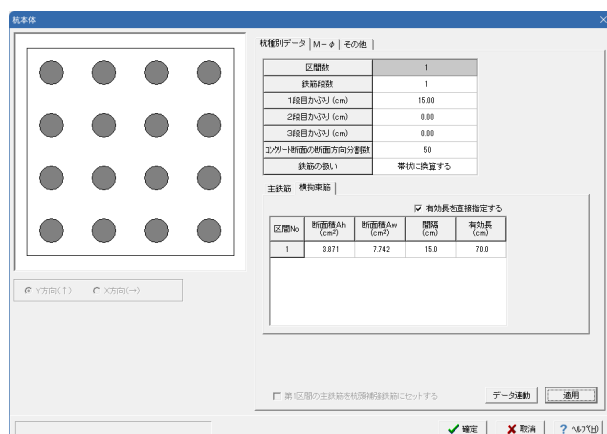 杭本体
杭種別データ M－φ その他
区間数 1
鉄筋段数 1
1段目かぶり (cm) 15.00
2段目かぶり (cm) 0.00
3段目かぶり (cm) 0.00
コンクリート断面の断面方向分割数 50
鉄筋の扱い 帯状に換算する
主鉄筋 横拘束筋
有効長を直接指定する
区間No 断面積Ah (cm²) 断面積Aw (cm²) 間隔 (cm) 有効長 (cm)
1 3.871 7.742 15.0 70.0
Y方向(↑) X方向(→)
第1区間の主鉄筋を杭頭補強鉄筋にセットする データ連動 適用
確定 取消 ? ヘルプ(H)